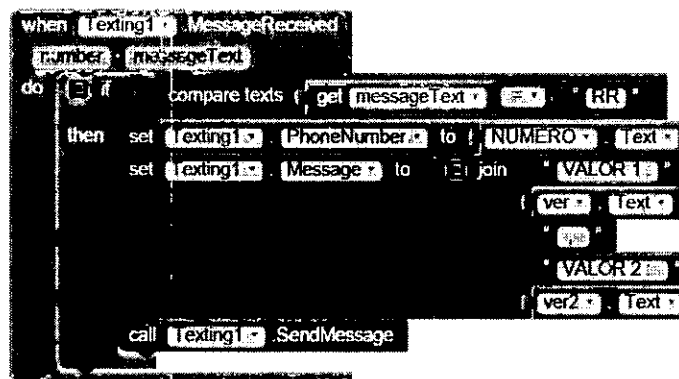 when Texting1 .MessageReceived
number messageText
do if compare texts get messageText = " RR "
then set Texting1 . PhoneNumber to NUMERO . Text
set Texting1 . Message to join " VALOR 1 "
ver . Text
" "
" VALOR 2 "
ver2 . Text
call Texting1 .SendMessage